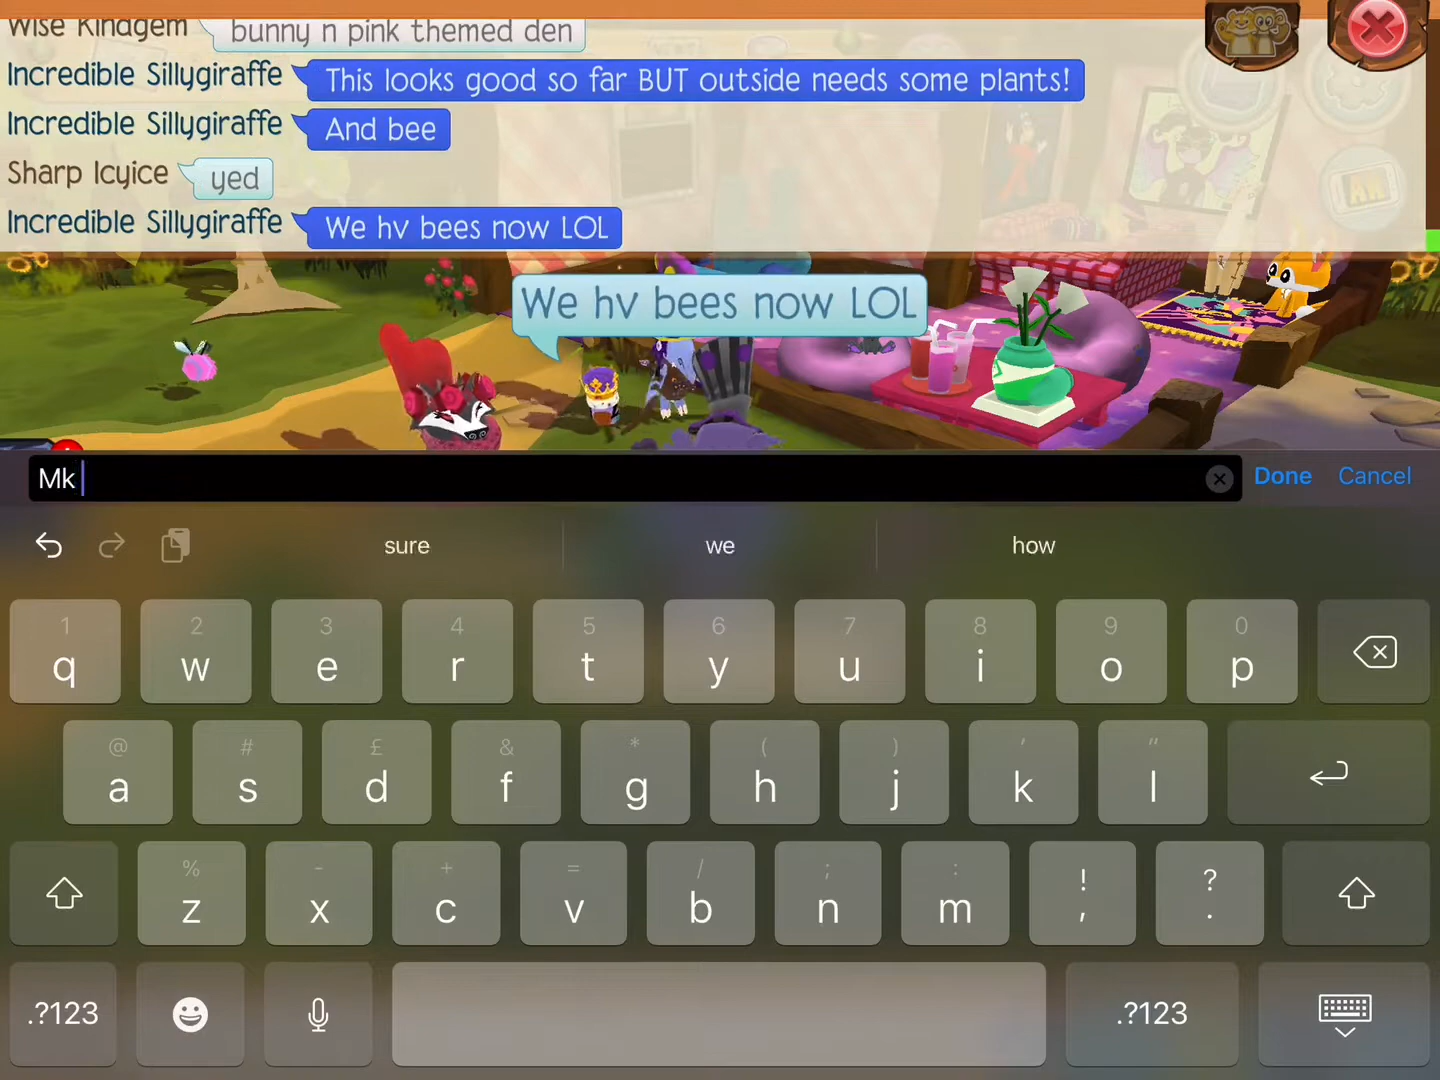 Wise Kindgem bunny n pink themed den
Incredible Sillygiraffe This looks good so far BUT outside needs some plants!
Incredible Sillygiraffe And bee
Sharp Icyice yed
Incredible Sillygiraffe We hv bees now LOL
AM
We hv bees now LOL
Mk Done Cancel
sure we how
1 2 3 4 5 6 7 8 9 0
q w e r t y u i o p
@ # £ & * ( ) ' "
a s d f g h j k l
% - + = / ; : ! ?
z x c v b n m , .
.?123 .?123